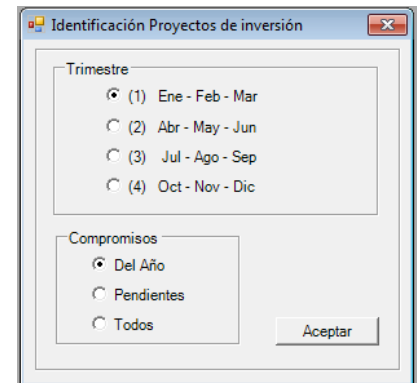 Identificación Proyectos de inversión
Trimestre
(1) Ene - Feb - Mar
(2) Abr - May - Jun
(3) Jul - Ago - Sep
(4) Oct - Nov - Dic
Compromisos
Del Año
Pendientes
Todos
Aceptar